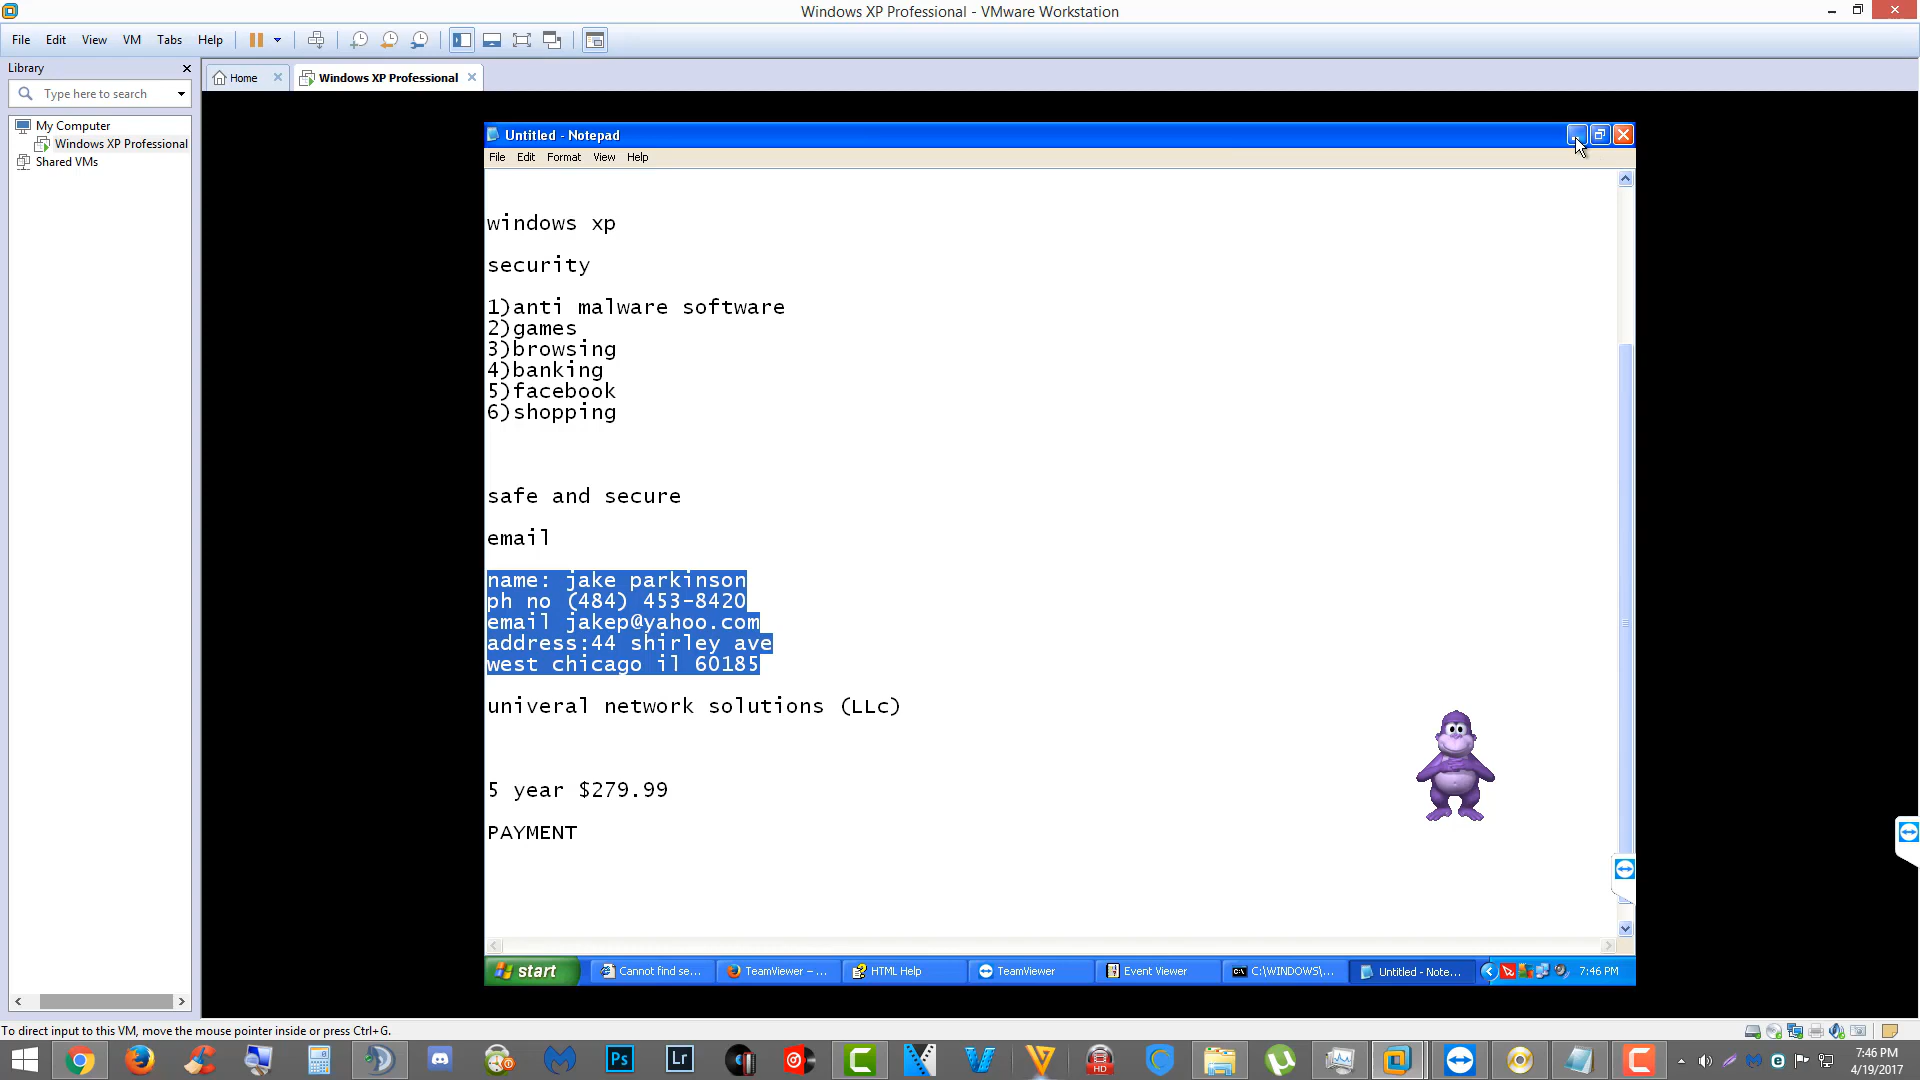 Windows XP Professional - VMware Workstation
File Edit View VM Tabs Help
Library
Home
Windows XP Professional
Type here to search
My Computer
Windows XP Professional
Shared VMs
Untitled - Notepad
File Edit Format View Help
windows xp
security
1)anti malware software
2)games
3)browsing
4)banking
5)facebook
6)shopping
safe and secure
email
name: jake parkinson
ph no (484) 453-8420
email jakep@yahoo.com
address:44 shirley ave
west chicago il 60185
univeral network solutions (LLc)
5 year $279.99
PAYMENT
start
Cannot find se...
TeamViewer – ...
HTML Help
TeamViewer
Event Viewer
C:\WINDOWS\...
Untitled - Note...
7:46 PM
To direct input to this VM, move the mouse pointer inside or press Ctrl+G.
Ps
Lr
HD
7:46 PM
4/19/2017